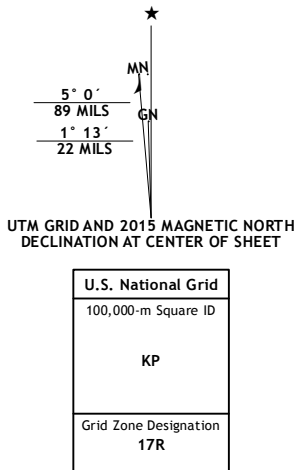 ★
MN
5° 0´
89 MILS
GN
1° 13´
22 MILS
UTM GRID AND 2015 MAGNETIC NORTH
DECLINATION AT CENTER OF SHEET
U.S. National Grid
100,000-m Square ID
KP
Grid Zone Designation
17R